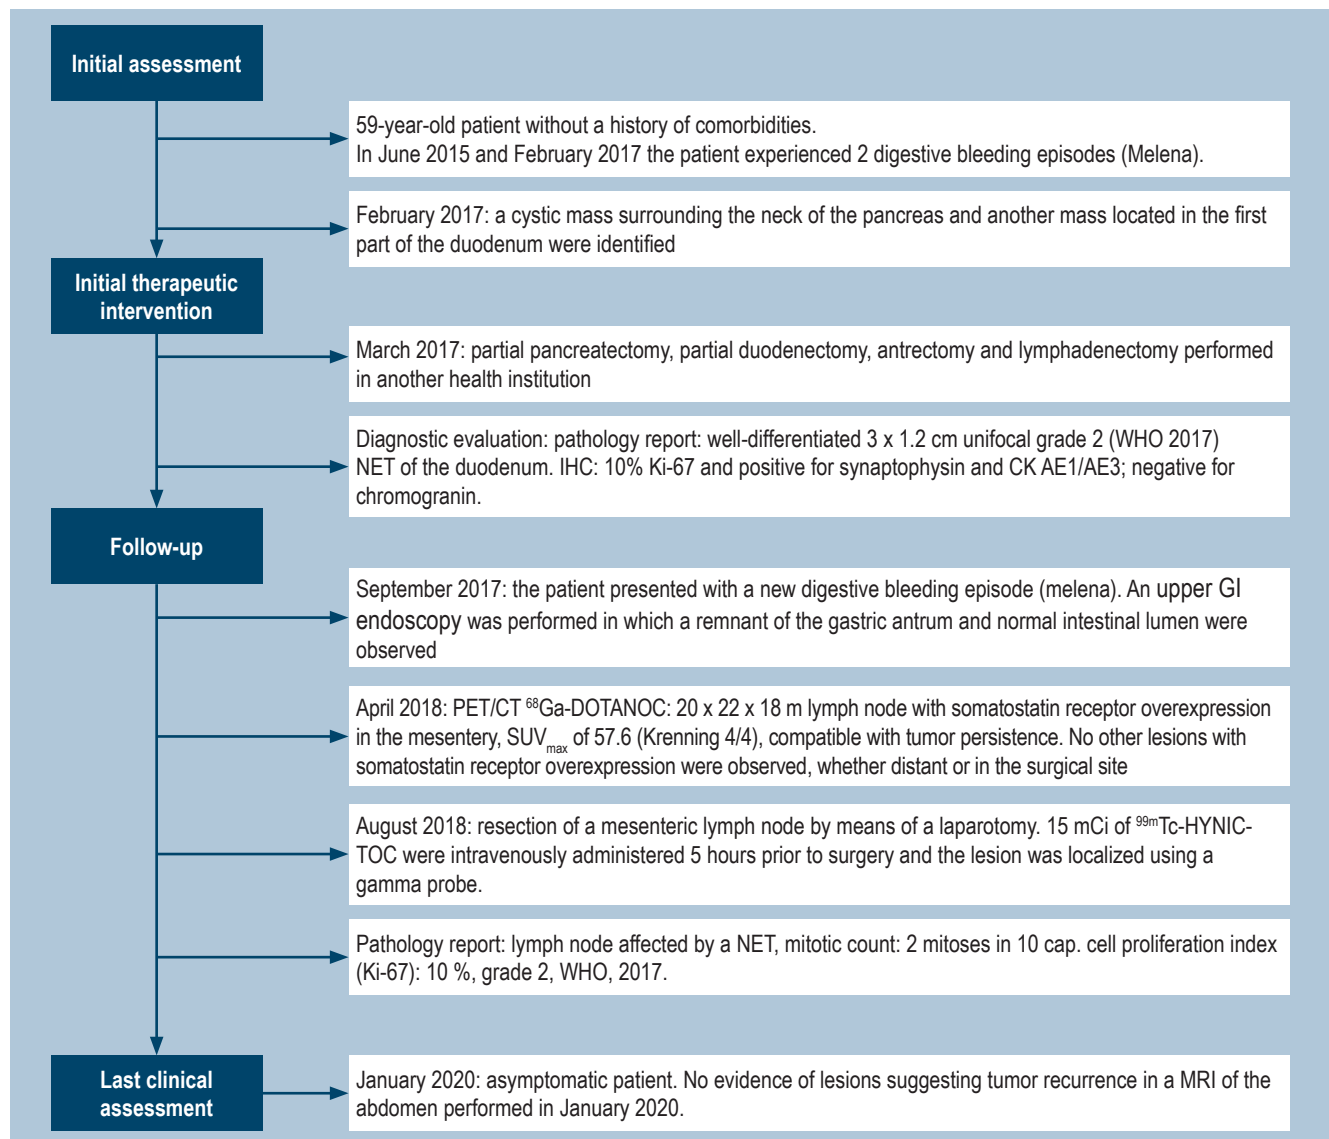 Initial assessment
59-year-old patient without a history of comorbidities.
In June 2015 and February 2017 the patient experienced 2 digestive bleeding episodes (Melena).
February 2017: a cystic mass surrounding the neck of the pancreas and another mass located in the first
part of the duodenum were identified
Initial therapeutic
intervention
March 2017: partial pancreatectomy, partial duodenectomy, antrectomy and lymphadenectomy performed
in another health institution
Diagnostic evaluation: pathology report: well-differentiated 3 x 1.2 cm unifocal grade 2 (WHO 2017)
NET of the duodenum. IHC: 10% Ki-67 and positive for synaptophysin and CK AE1/AE3; negative for
chromogranin.
Follow-up
September 2017: the patient presented with a new digestive bleeding episode (melena). An upper GI
endoscopy was performed in which a remnant of the gastric antrum and normal intestinal lumen were
observed
April 2018: PET/CT ⁶⁸Ga-DOTANOC: 20 x 22 x 18 m lymph node with somatostatin receptor overexpression
in the mesentery, SUVmax of 57.6 (Krenning 4/4), compatible with tumor persistence. No other lesions with
somatostatin receptor overexpression were observed, whether distant or in the surgical site
August 2018: resection of a mesenteric lymph node by means of a laparotomy. 15 mCi of ⁹⁹ᵐTc-HYNIC-
TOC were intravenously administered 5 hours prior to surgery and the lesion was localized using a
gamma probe.
Pathology report: lymph node affected by a NET, mitotic count: 2 mitoses in 10 cap. cell proliferation index
(Ki-67): 10 %, grade 2, WHO, 2017.
Last clinical
assessment
January 2020: asymptomatic patient. No evidence of lesions suggesting tumor recurrence in a MRI of the
abdomen performed in January 2020.